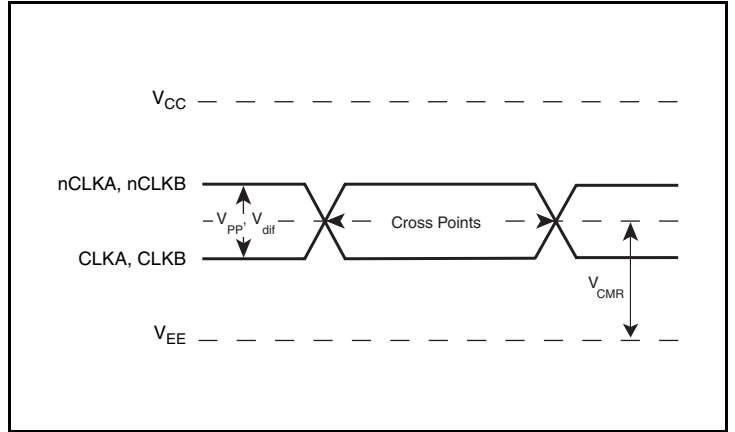 VCC
nCLKA, nCLKB
VPP, Vdif
Cross Points
CLKA, CLKB
VCMR
VEE